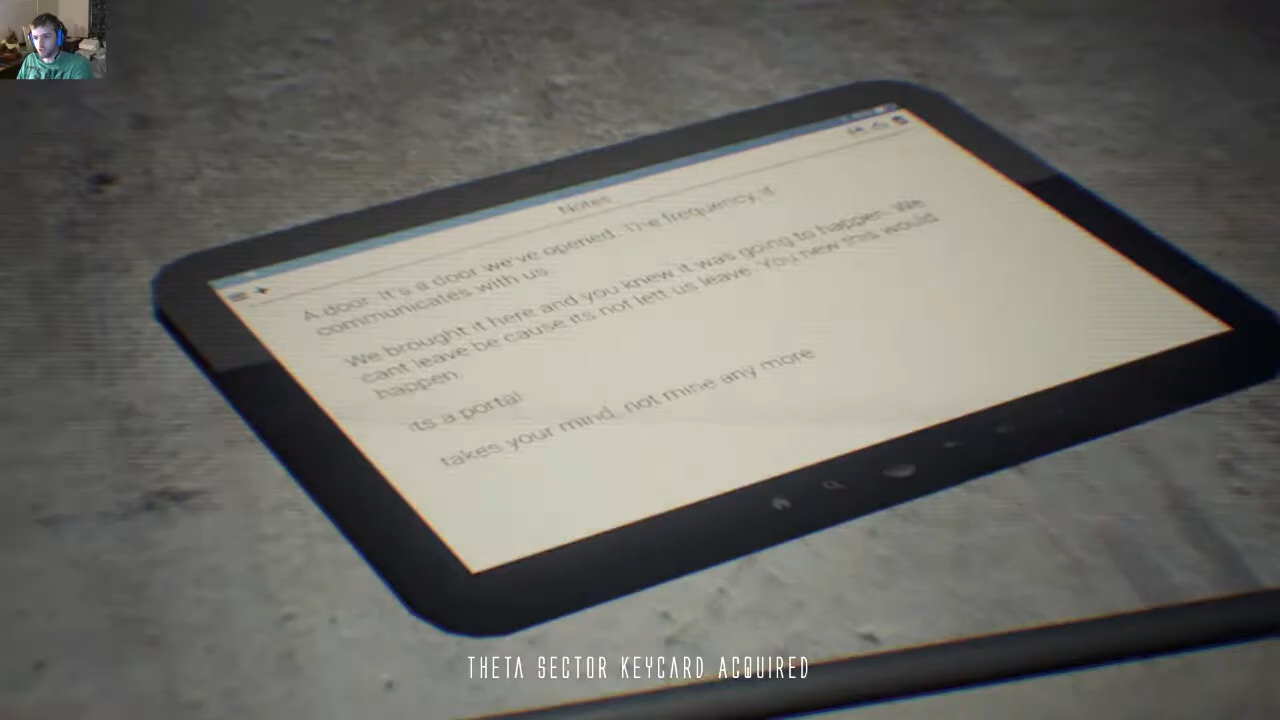 Notes
A door. it's a door we've opened. The frequency it
communicates with us
We brought it here and you knew it was going to happen. We
cant leave be cause its not lett us leave. You new this would
happen.
its a portal
takes your mind. not mine any more
THETA SECTOR KEYCARD ACQUIRED